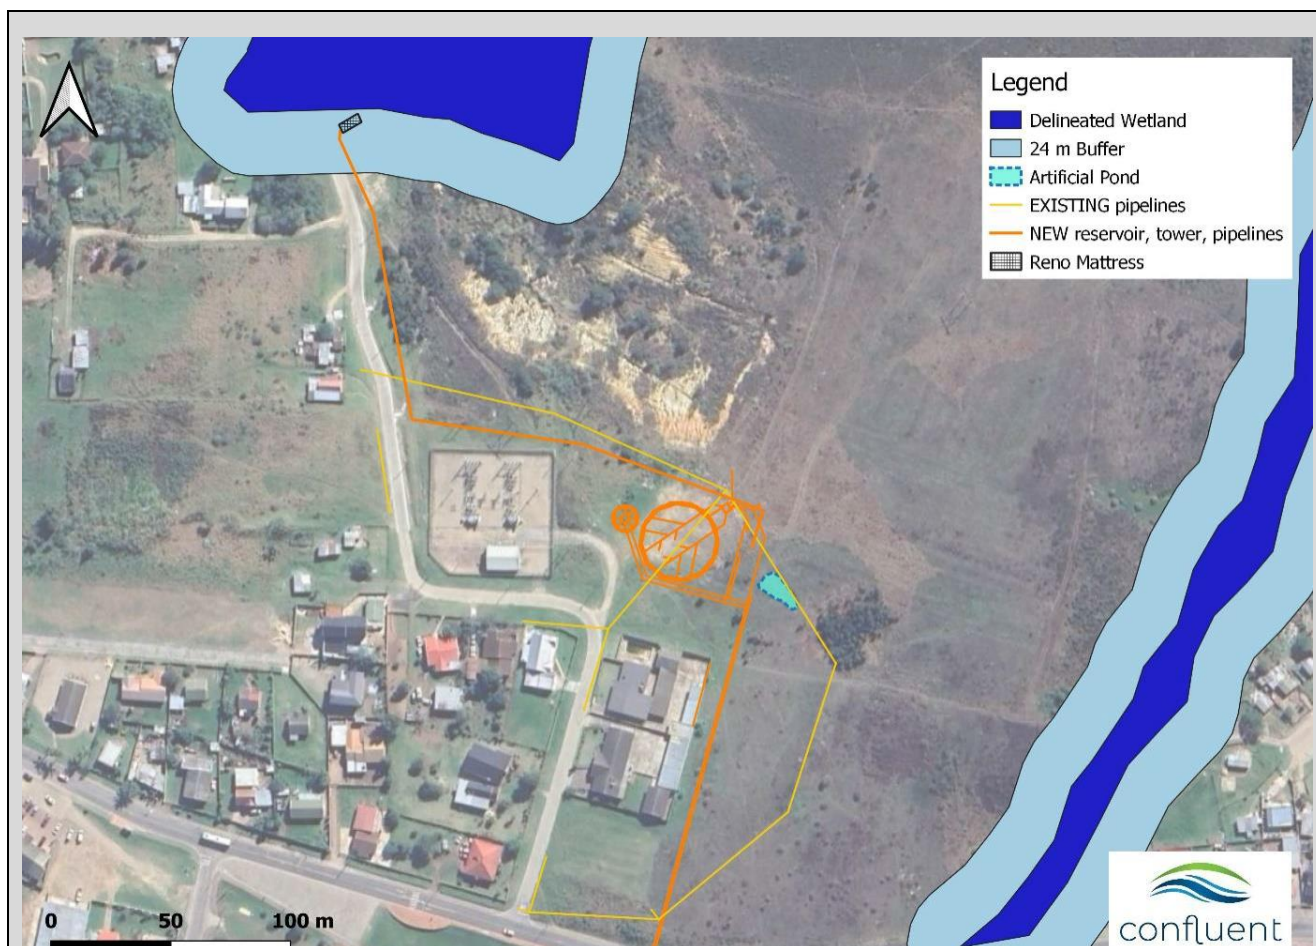 Legend
Delineated Wetland
24 m Buffer
Artificial Pond
EXISTING pipelines
NEW reservoir, tower, pipelines
Reno Mattress
0 50 100 m
confluent